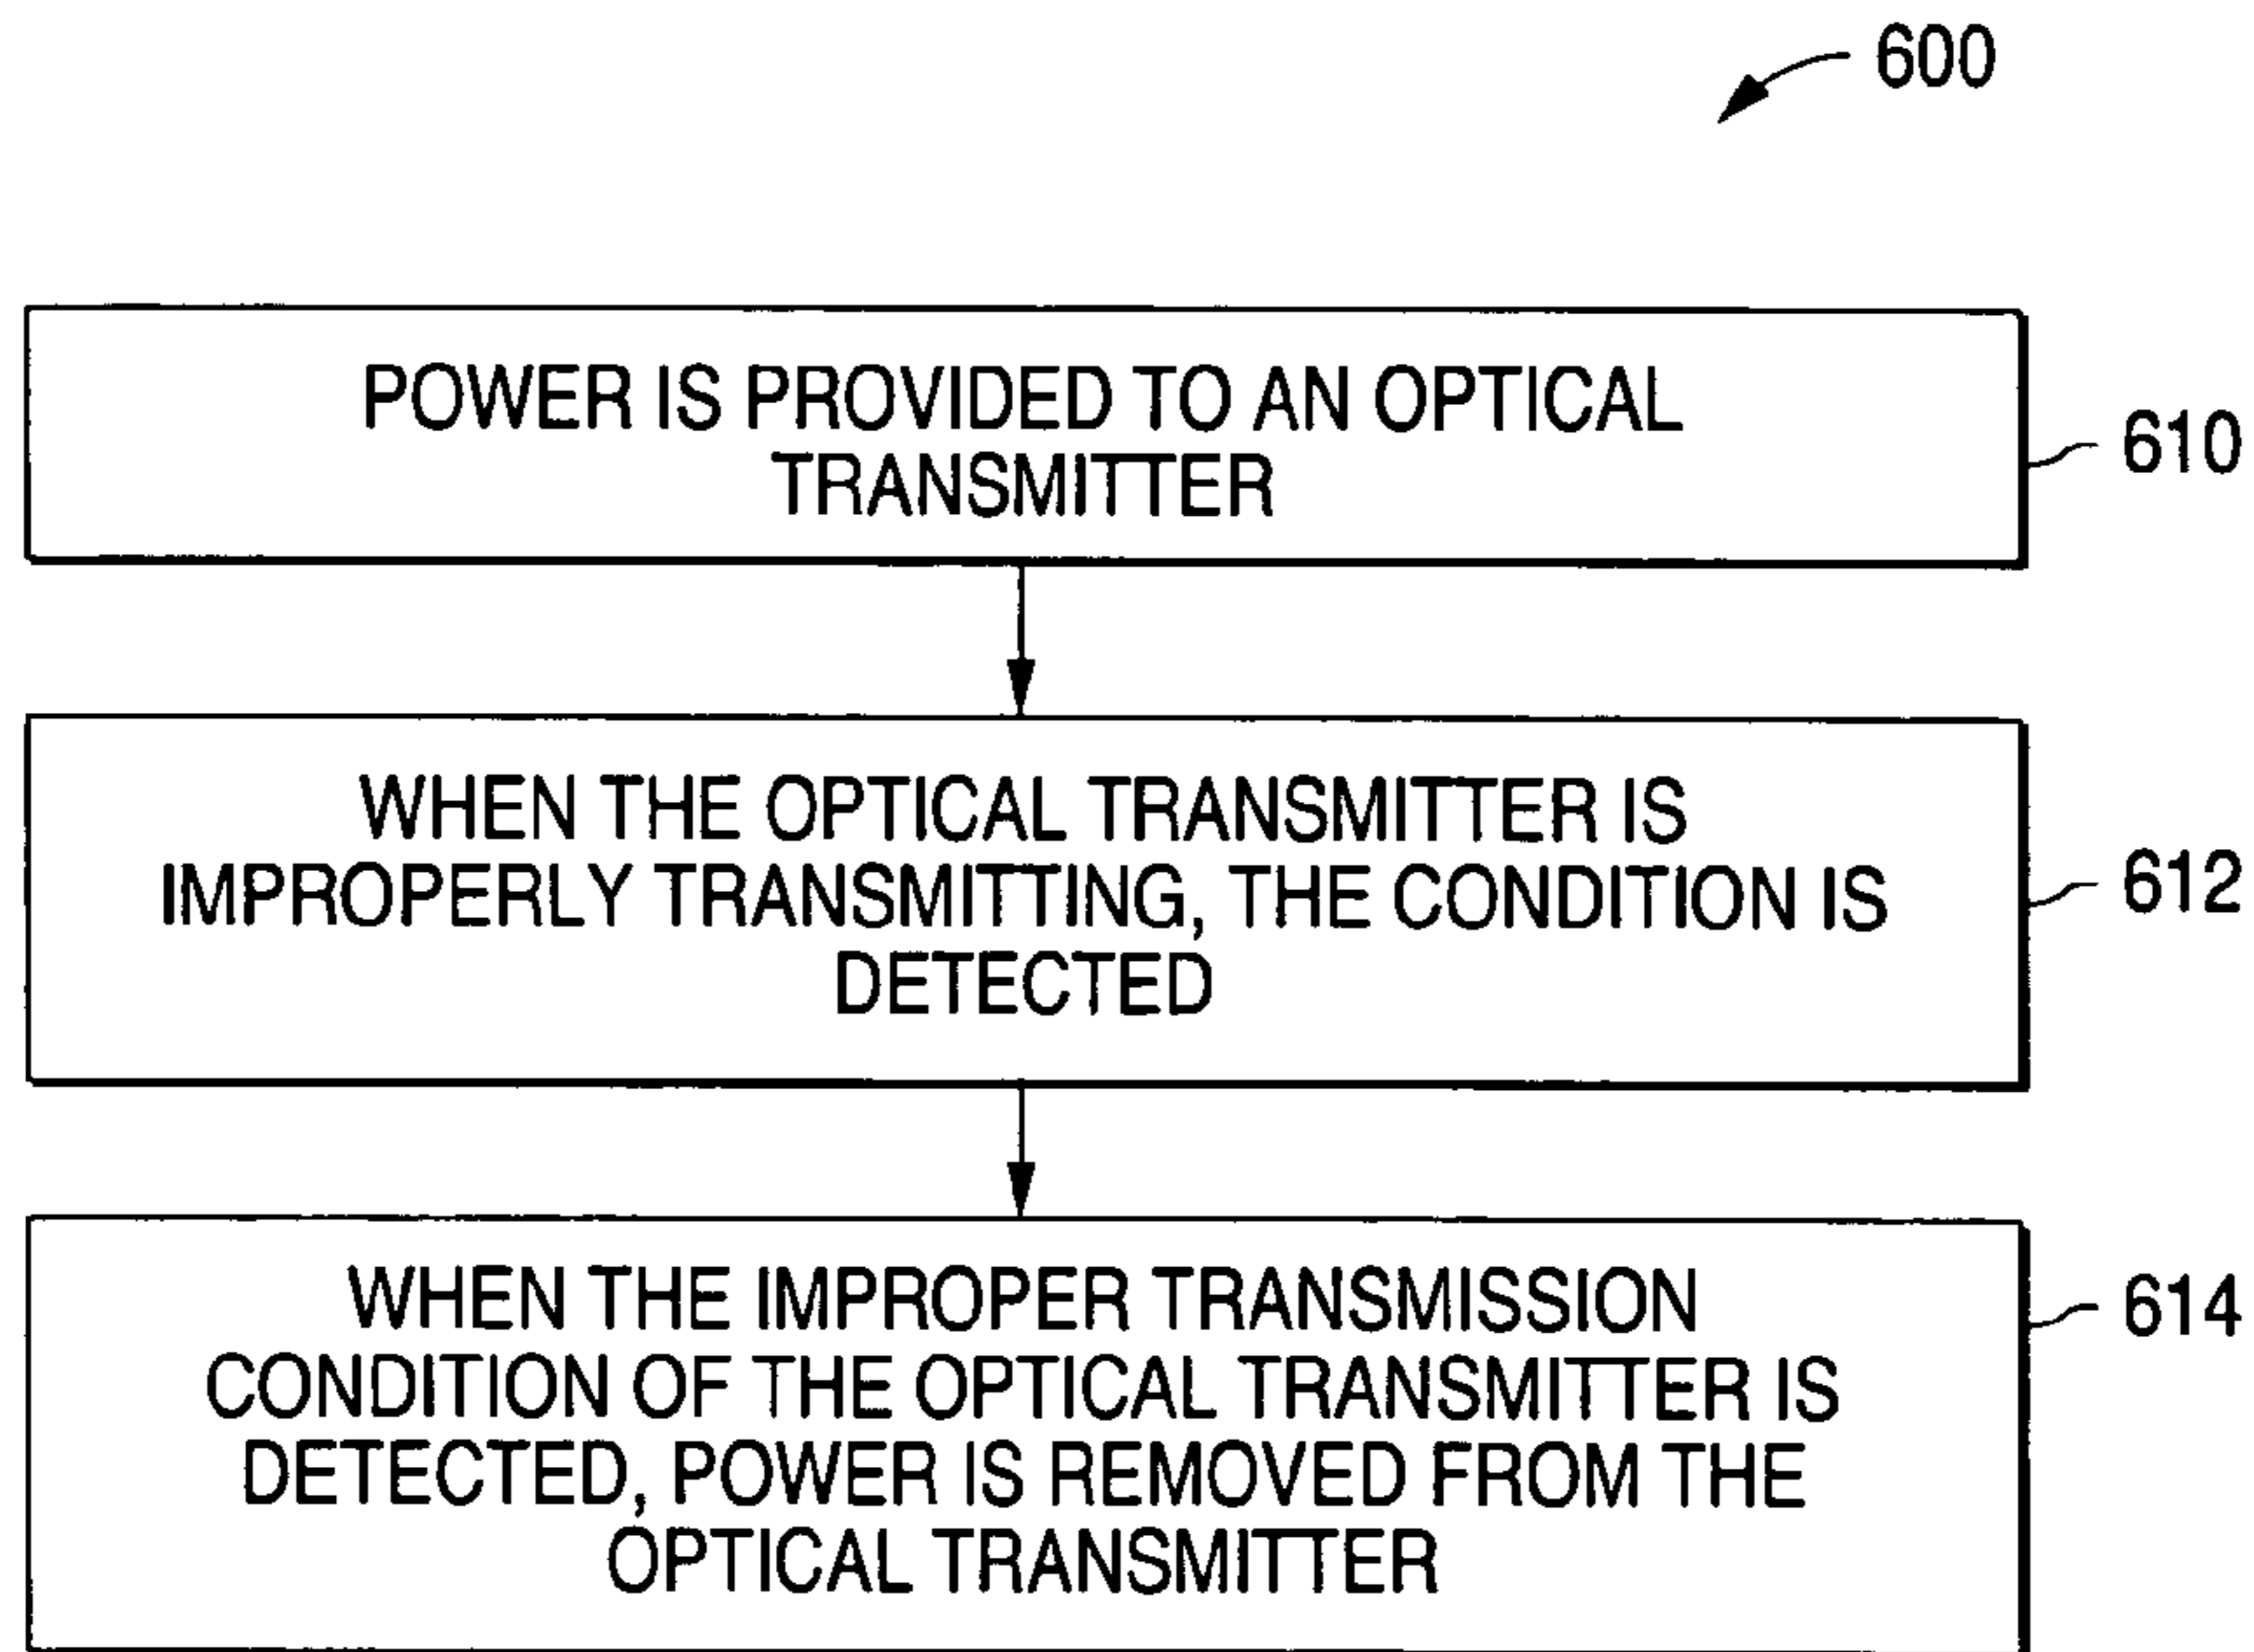 600
POWER IS PROVIDED TO AN OPTICAL
TRANSMITTER
610
WHEN THE OPTICAL TRANSMITTER IS
IMPROPERLY TRANSMITTING, THE CONDITION IS
DETECTED
612
WHEN THE IMPROPER TRANSMISSION
CONDITION OF THE OPTICAL TRANSMITTER IS
DETECTED, POWER IS REMOVED FROM THE
OPTICAL TRANSMITTER
614